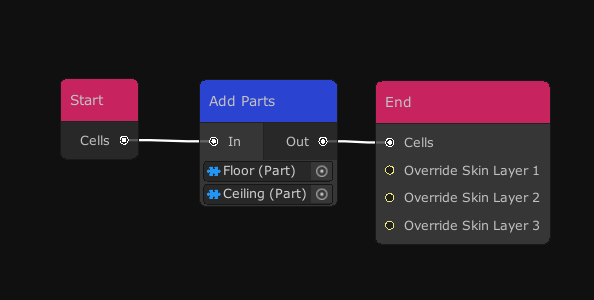 Start
Cells
Add Parts
In
Out
Floor (Part)
Ceiling (Part)
End
Cells
Override Skin Layer 1
Override Skin Layer 2
Override Skin Layer 3